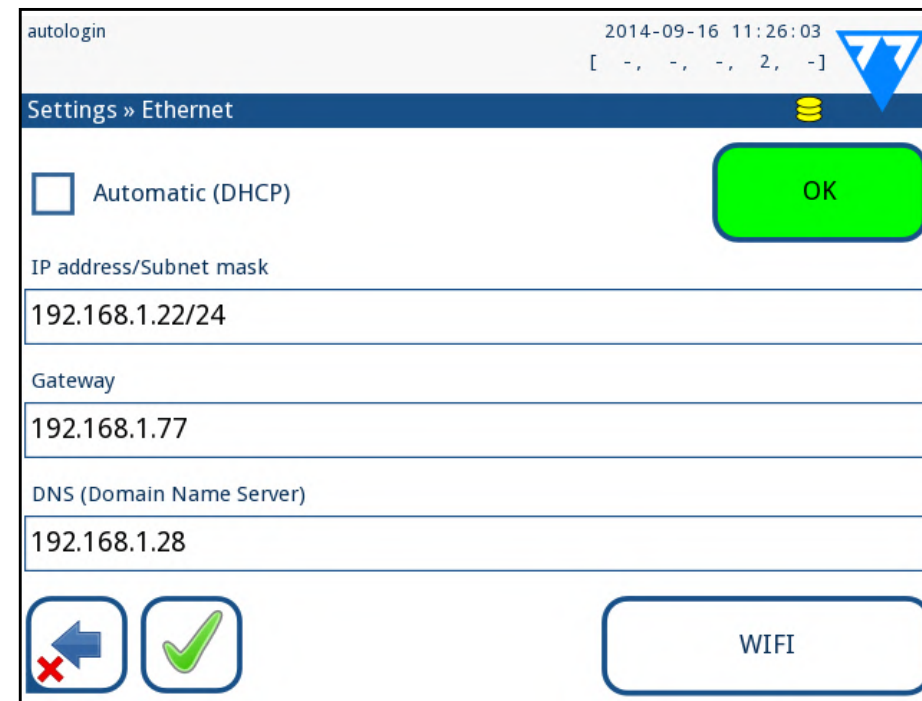 autologin
2014-09-16 11:26:03
[ -, -, -, 2, -]
Settings » Ethernet
Automatic (DHCP)
OK
IP address/Subnet mask
192.168.1.22/24
Gateway
192.168.1.77
DNS (Domain Name Server)
192.168.1.28
WIFI